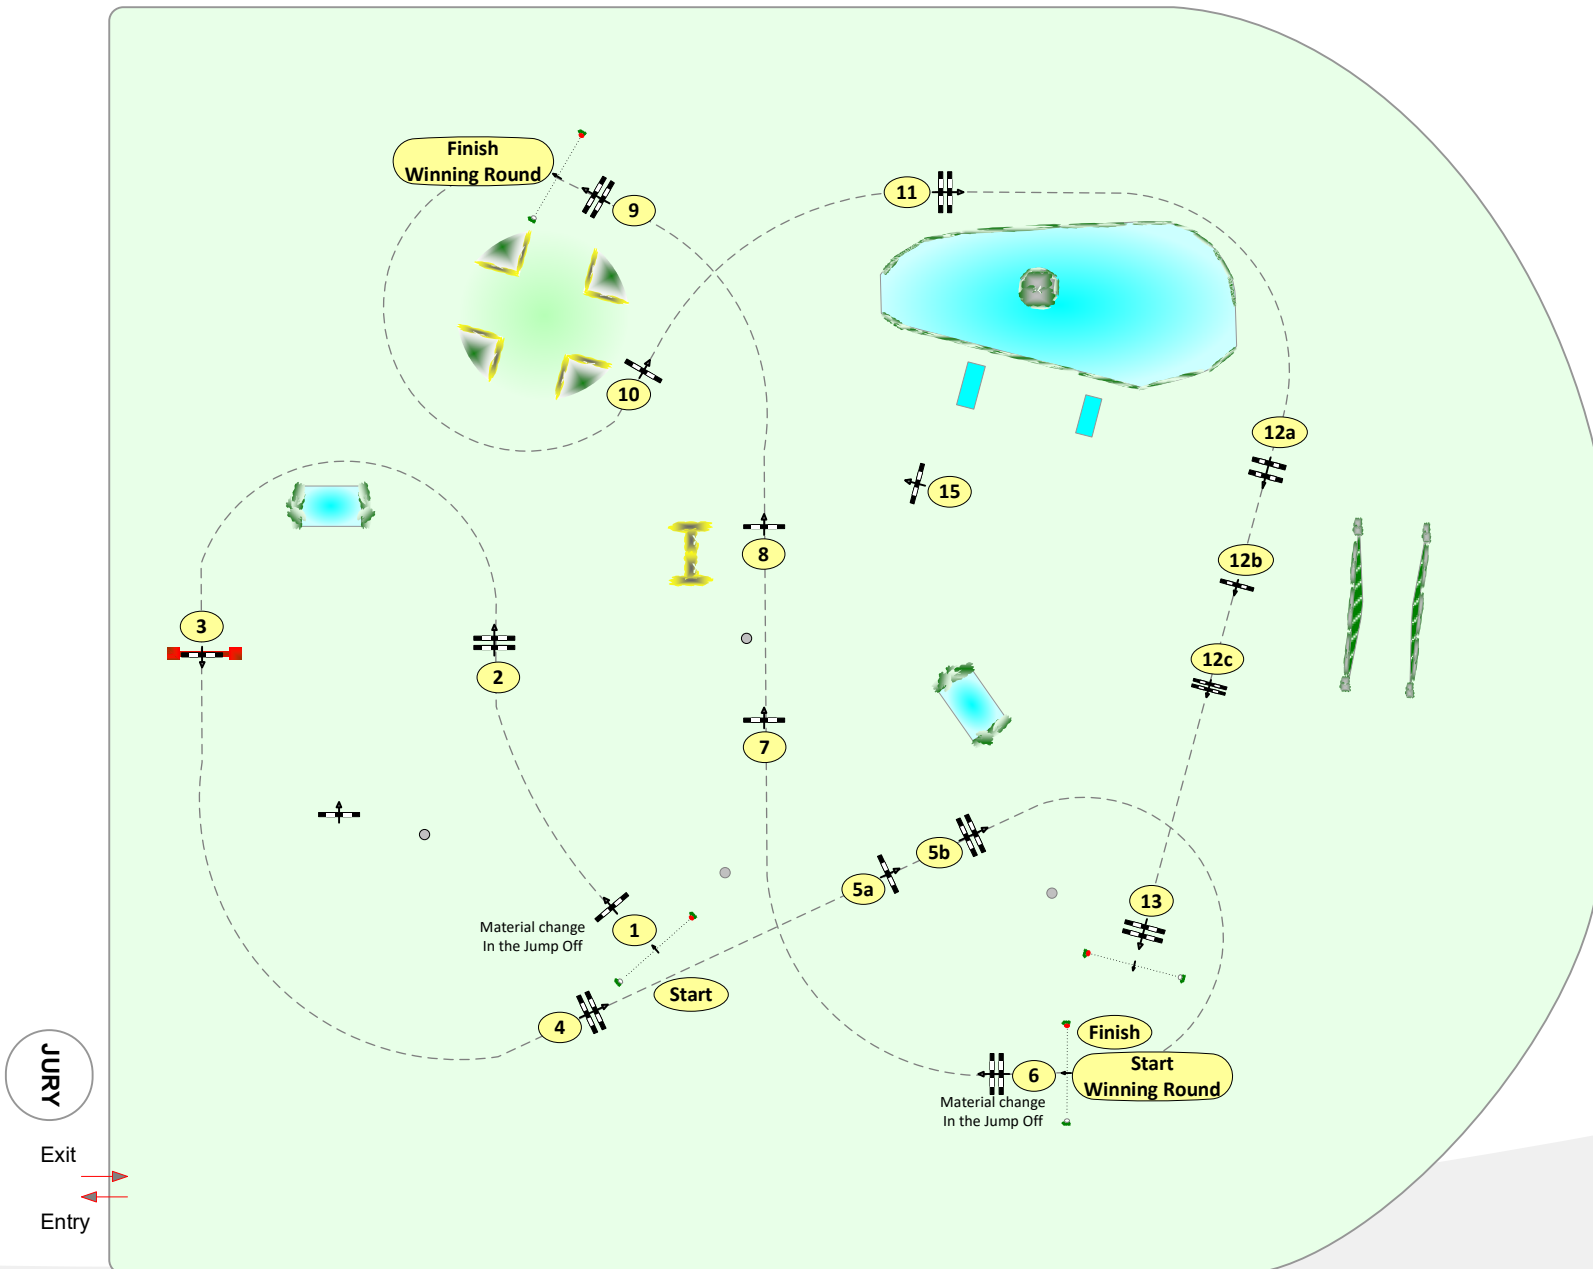 Finish
Winning Round
9
11
10
12a
15
8
12b
3
12c
2
7
5b
5a
13
1
Material change
In the Jump Off
Start
4
Finish
6
Start
Winning Round
Material change
In the Jump Off
JURY
Exit
Entry